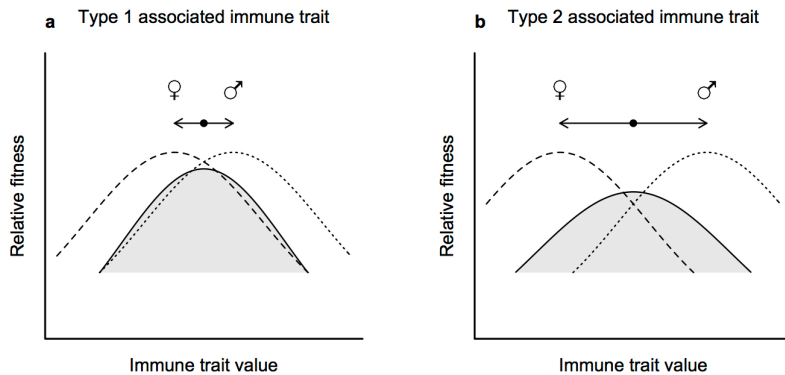 a Type 1 associated immune trait
♀ ♂
Relative fitness
Immune trait value
b Type 2 associated immune trait
♀ ♂
Relative fitness
Immune trait value